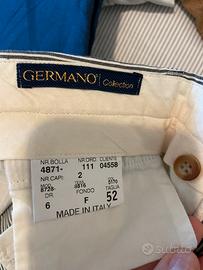 GERMANO Collection
NR.BOLLA NR.ORD. CLIENTE
4871- 111 04558
NR.CAPI:
2
FONDO TAGLIA
6 F 52
MADE IN ITALY
subito